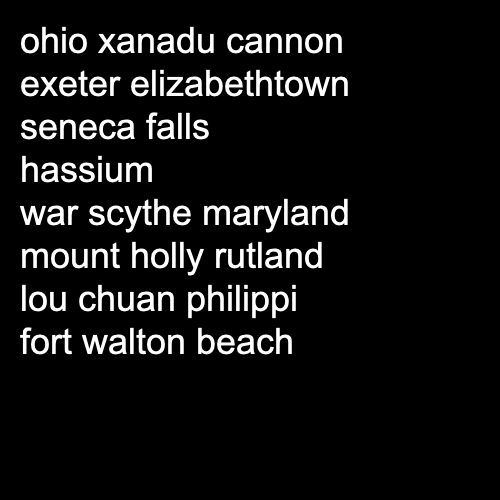 ohio xanadu cannon
exeter elizabethtown
seneca falls
hassium
war scythe maryland
mount holly rutland
lou chuan philippi
fort walton beach